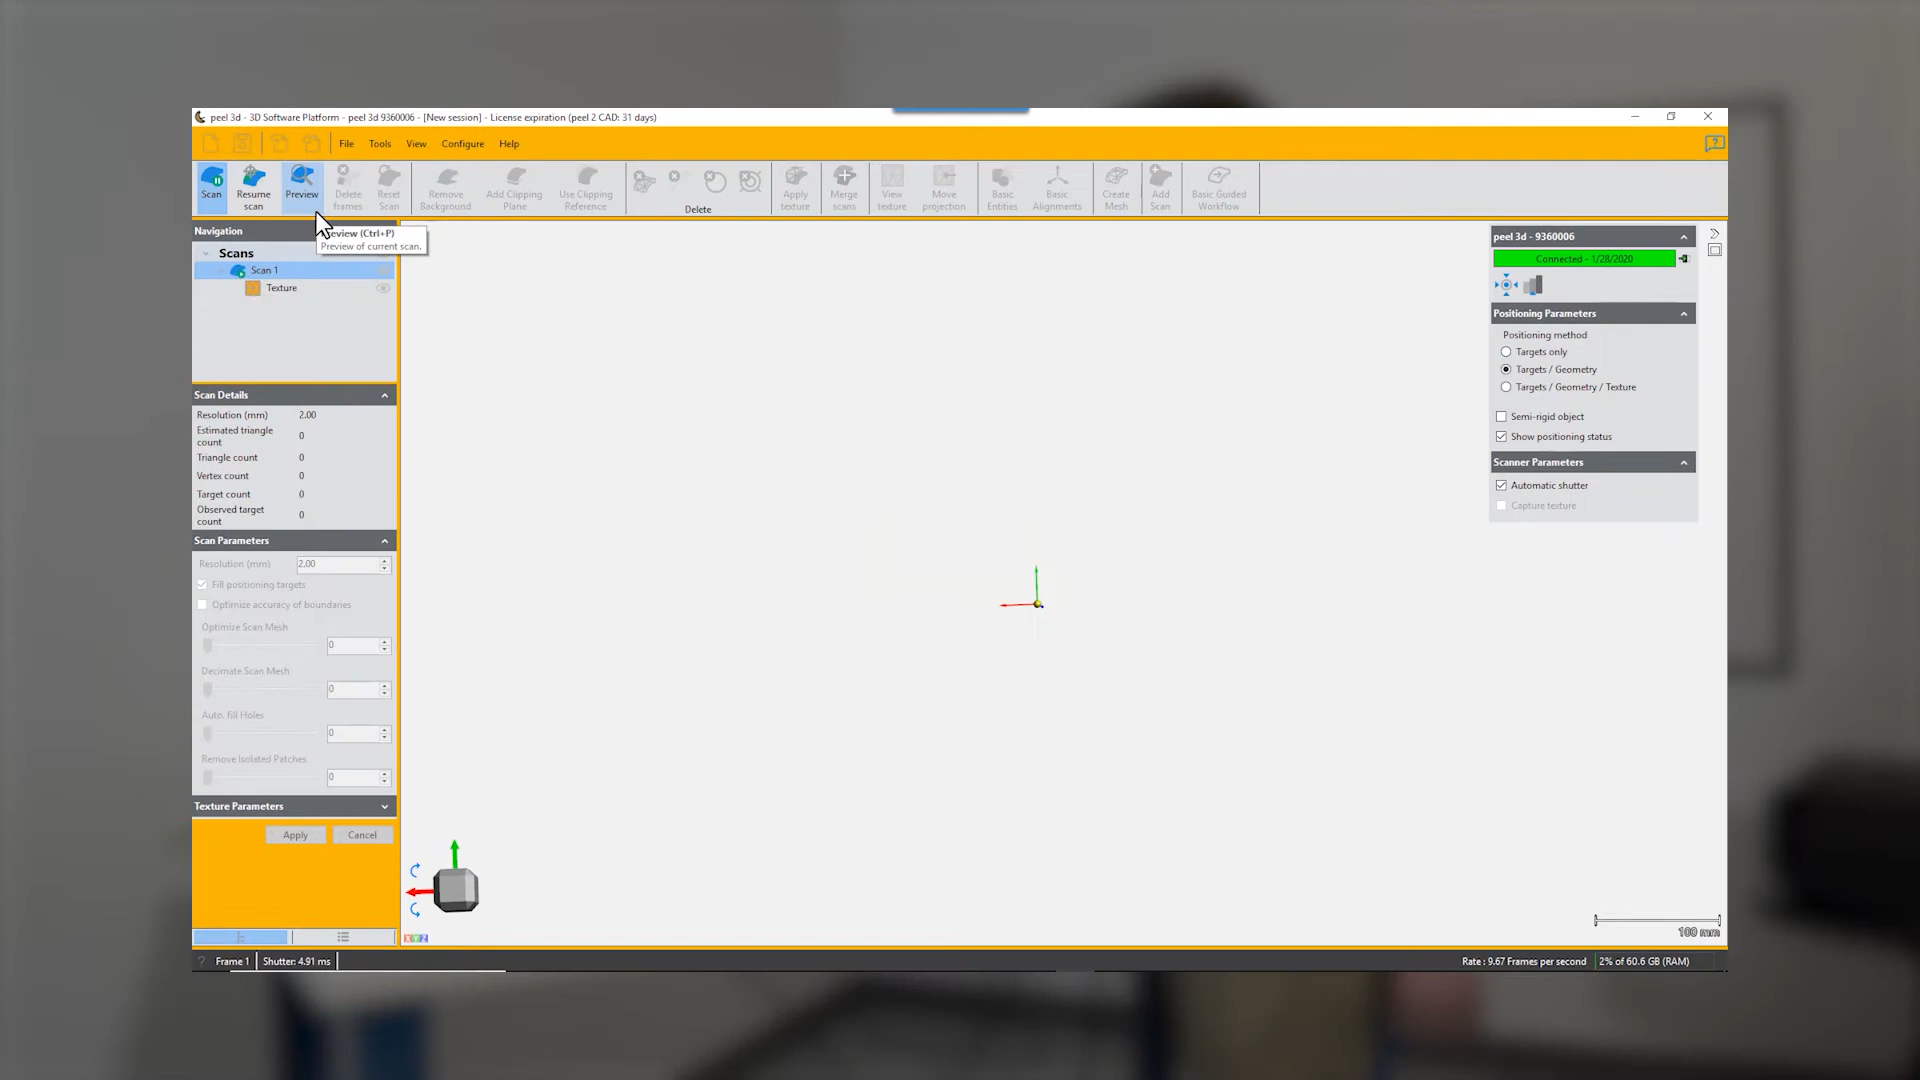 peel 3d - 3D Software Platform - peel 3d 9360006 - [New session] - License expiration (peel 2 CAD: 31 days)
File Tools View Configure Help
Scan
Resume scan
Preview
Delete frames
Reset Scan
Remove Background
Add Clipping Plane
Use Clipping Reference
Delete
Apply texture
Merge scans
View texture
Move projection
Basic Entities
Basic Alignments
Create Mesh
Add Scan
Basic Guided Workflow
Navigation
eview (Ctrl+P)
Preview of current scan.
Scans
Scan 1
Texture
Scan Details
Resolution (mm) 2.00
Estimated triangle count 0
Triangle count 0
Vertex count 0
Target count 0
Observed target count 0
Scan Parameters
Resolution (mm) 2.00
Fill positioning targets
Optimize accuracy of boundaries
Optimize Scan Mesh
0
Decimate Scan Mesh
0
Auto. fill Holes
0
Remove Isolated Patches
0
Texture Parameters
Apply Cancel
peel 3d - 9360006
Connected - 1/28/2020
Positioning Parameters
Positioning method
Targets only
Targets / Geometry
Targets / Geometry / Texture
Semi-rigid object
Show positioning status
Scanner Parameters
Automatic shutter
Capture texture
XYZ
100 mm
? Frame 1 Shutter: 4.91 ms
Rate : 9.67 Frames per second 2% of 60.6 GB (RAM)